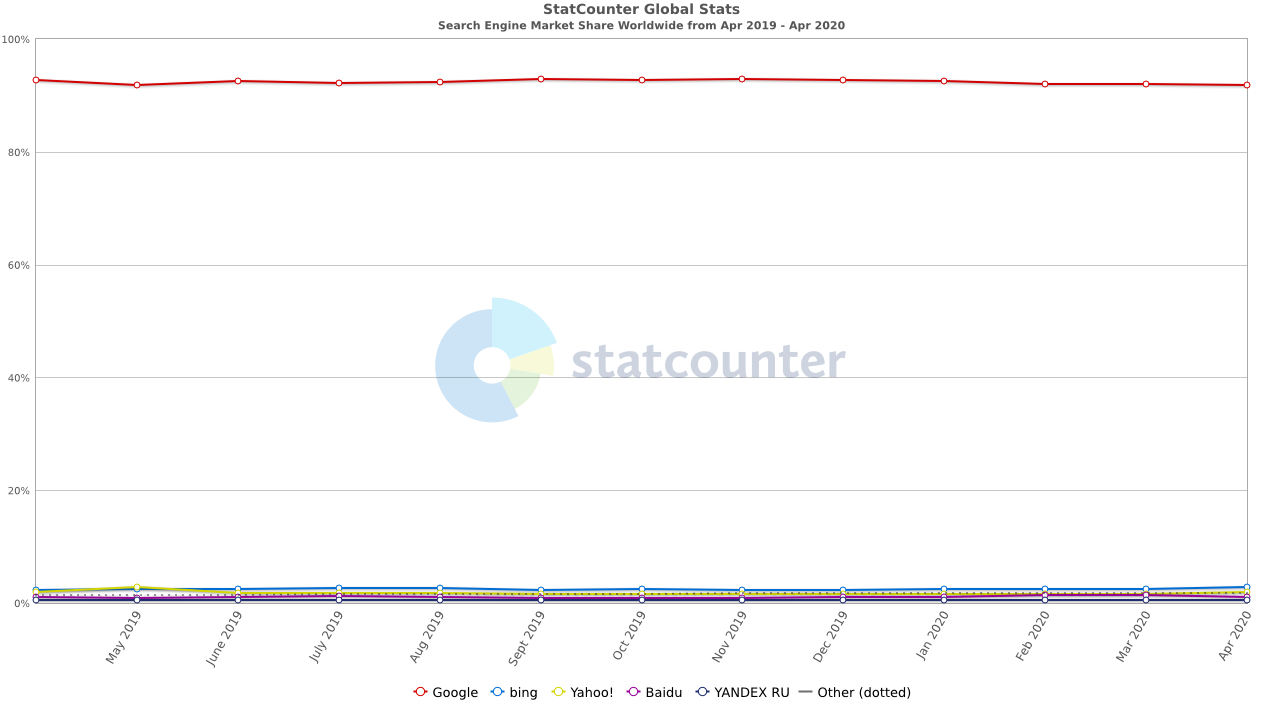 StatCounter Global Stats
Search Engine Market Share Worldwide from Apr 2019 - Apr 2020
100%
80%
60%
40%
20%
0%
statcounter
May 2019
June 2019
July 2019
Aug 2019
Sept 2019
Oct 2019
Nov 2019
Dec 2019
Jan 2020
Feb 2020
Mar 2020
Apr 2020
Google bing Yahoo! Baidu YANDEX RU Other (dotted)